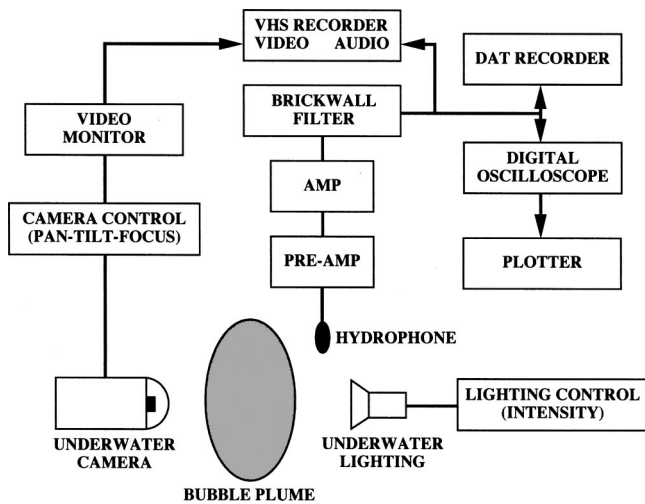 VHS RECORDER
VIDEO AUDIO
DAT RECORDER
VIDEO
MONITOR
BRICKWALL
FILTER
DIGITAL
OSCILLOSCOPE
AMP
CAMERA CONTROL
(PAN-TILT-FOCUS)
PRE-AMP
PLOTTER
HYDROPHONE
LIGHTING CONTROL
(INTENSITY)
UNDERWATER
CAMERA
UNDERWATER
LIGHTING
BUBBLE PLUME